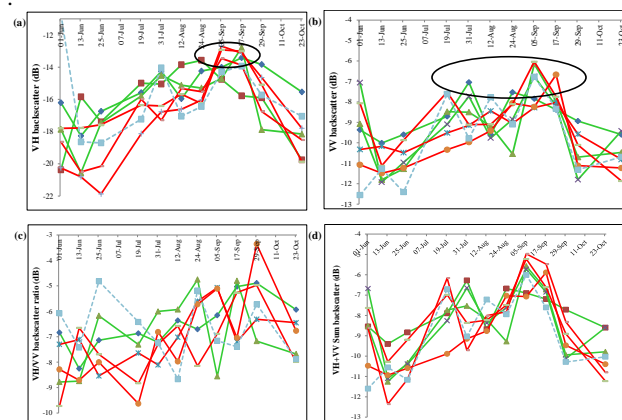 (a)
VH backscatter (dB)
-12
-14
-16
-18
-20
-22
01-Jun
13-Jun
25-Jun
07-Jul
19-Jul
31-Jul
12-Aug
24-Aug
05-Sep
17-Sep
29-Sep
11-Oct
23-Oct
(b)
VV backscatter (dB)
-4
-5
-6
-7
-8
-9
-10
-11
-12
-13
01-Jun
13-Jun
25-Jun
07-Jul
19-Jul
31-Jul
12-Aug
24-Aug
05-Sep
17-Sep
29-Sep
11-Oct
(c)
VH/VV backscatter ratio (dB)
-3
-4
-5
-6
-7
-8
-9
-10
01-Jun
13-Jun
25-Jun
07-Jul
19-Jul
31-Jul
12-Aug
24-Aug
05-Sep
17-Sep
29-Sep
11-Oct
23-Oct
(d)
VH+VV Sum backscatter (dB)
-4
-5
-6
-7
-8
-9
-10
-11
-12
-13
01-Jun
13-Jun
25-Jun
07-Jul
19-Jul
31-Jul
12-Aug
24-Aug
05-Sep
17-Sep
29-Sep
11-Oct
23-Oct